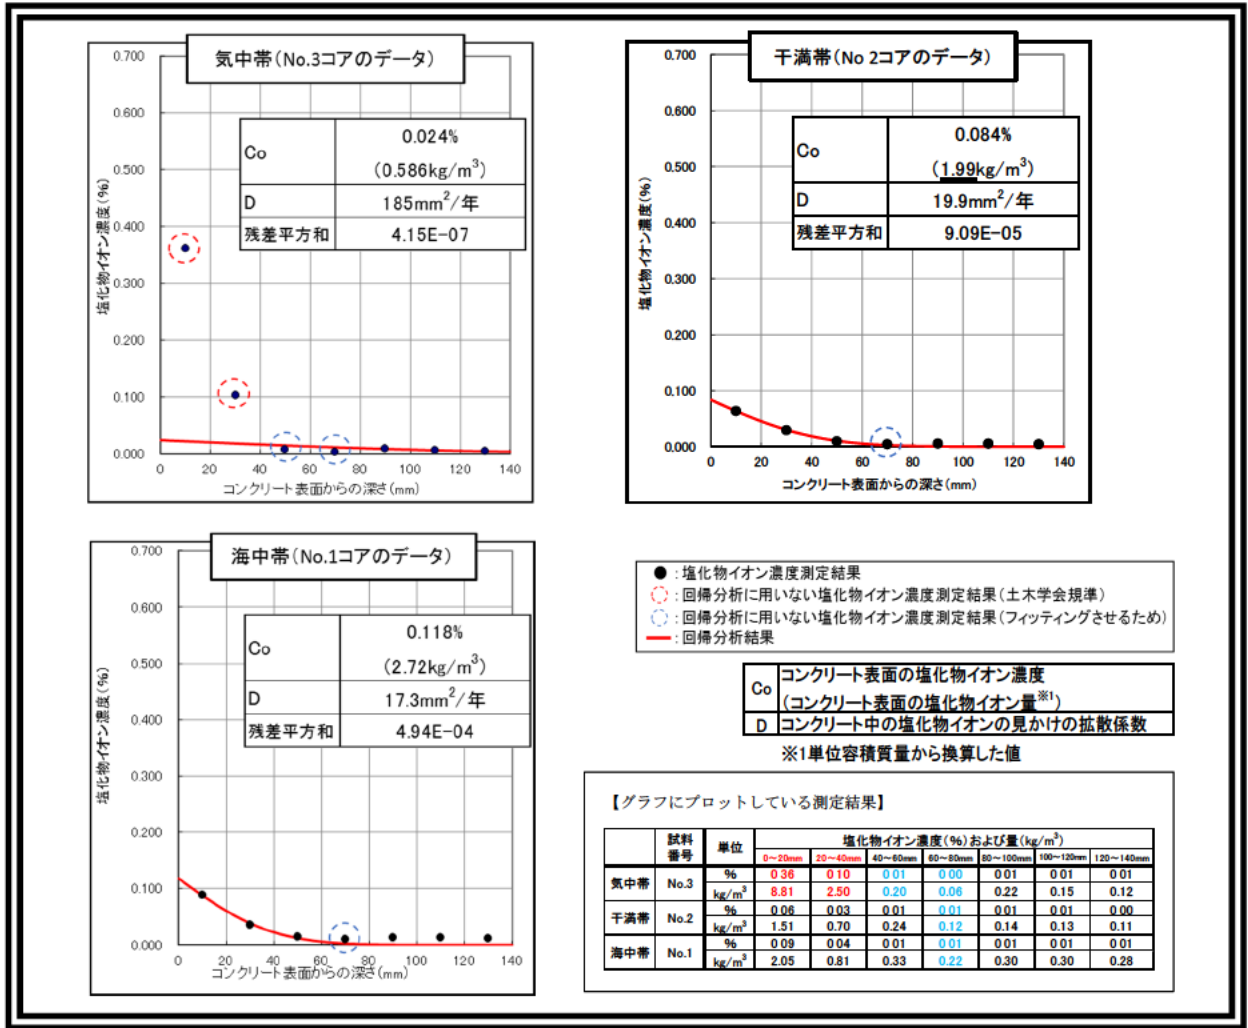 気中帯(No.3コアのデータ)
0.700
0.600
0.500
0.400
0.300
0.200
0.100
0.000
塩化物イオン濃度(%)
Co 0.024%
(0.586kg/m³)
D 185mm²/年
残差平方和 4.15E-07
0 20 40 60 80 100 120 140
コンクリート表面からの深さ(mm)
干満帯(No 2コアのデータ)
0.700
0.600
0.500
0.400
0.300
0.200
0.100
0.000
塩化物イオン濃度(%)
Co 0.084%
(1.99kg/m³)
D 19.9mm²/年
残差平方和 9.09E-05
0 20 40 60 80 100 120 140
コンクリート表面からの深さ(mm)
海中帯(No.1コアのデータ)
0.700
0.600
0.500
0.400
0.300
0.200
0.100
0.000
塩化物イオン濃度(%)
Co 0.118%
(2.72kg/m³)
D 17.3mm²/年
残差平方和 4.94E-04
0 20 40 60 80 100 120 140
コンクリート表面からの深さ(mm)
:塩化物イオン濃度測定結果
:回帰分析に用いない塩化物イオン濃度測定結果(土木学会規準)
:回帰分析に用いない塩化物イオン濃度測定結果(フィッティングさせるため)
:回帰分析結果
Co コンクリート表面の塩化物イオン濃度
(コンクリート表面の塩化物イオン量※1)
D コンクリート中の塩化物イオンの見かけの拡散係数
※1単位容積質量から換算した値
【グラフにプロットしている測定結果】
試料番号 単位 塩化物イオン濃度(%)および量(kg/m³)
0~20mm 20~40mm 40~60mm 60~80mm 80~100mm 100~120mm 120~140mm
気中帯 No.3 % 0 36 0 10 0 01 0 00 0 01 0 01 0 01
kg/m³ 8.81 2.50 0.20 0.06 0.22 0.15 0.12
干満帯 No.2 % 0 06 0 03 0 01 0 01 0 01 0 01 0 00
kg/m³ 1.51 0.70 0.24 0.12 0.14 0.13 0.11
海中帯 No.1 % 0 09 0 04 0 01 0 01 0 01 0 01 0 01
kg/m³ 2.05 0.81 0.33 0.22 0.30 0.30 0.28